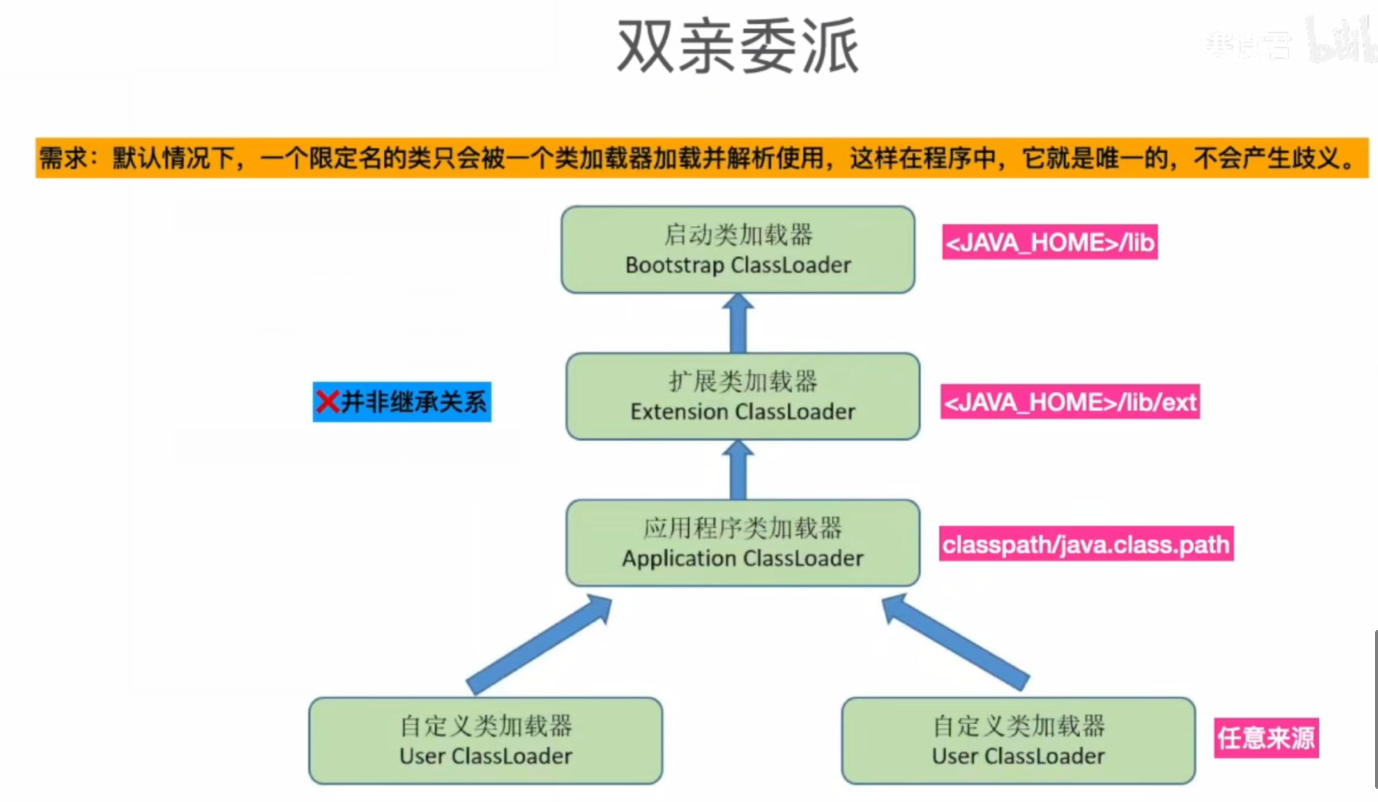 双亲委派
寒食君
需求：默认情况下，一个限定名的类只会被一个类加载器加载并解析使用，这样在程序中，它就是唯一的，不会产生歧义。
启动类加载器
Bootstrap ClassLoader
<JAVA_HOME>/lib
扩展类加载器
Extension ClassLoader
<JAVA_HOME>/lib/ext
❌并非继承关系
应用程序类加载器
Application ClassLoader
classpath/java.class.path
自定义类加载器
User ClassLoader
自定义类加载器
User ClassLoader
任意来源